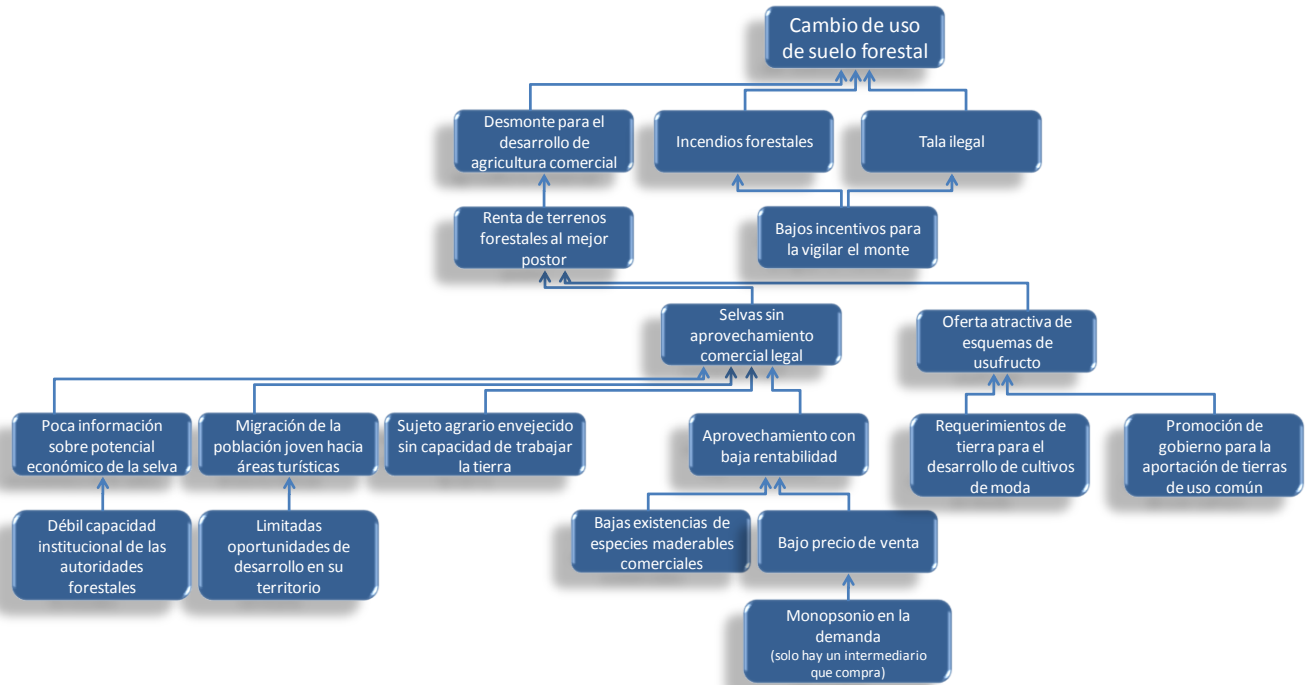 Cambio de uso
de suelo forestal
Desmonte para el
desarrollo de
agricultura comercial
Incendios forestales
Tala ilegal
Renta de terrenos
forestales al mejor
postor
Bajos incentivos para
la vigilar el monte
Selvas sin
aprovechamiento
comercial legal
Oferta atractiva de
esquemas de
usufructo
Poca información
sobre potencial
económico de la selva
Migración de la
población joven hacia
áreas turísticas
Sujeto agrario envejecido
sin capacidad de trabajar
la tierra
Aprovechamiento con
baja rentabilidad
Requerimientos de
tierra para el
desarrollo de cultivos
de moda
Promoción de
gobierno para la
aportación de tierras
de uso común
Débil capacidad
institucional de las
autoridades
forestales
Limitadas
oportunidades de
desarrollo en su
territorio
Bajas existencias de
especies maderables
comerciales
Bajo precio de venta
Monopsonio en la
demanda
(solo hay un intermediario
que compra)